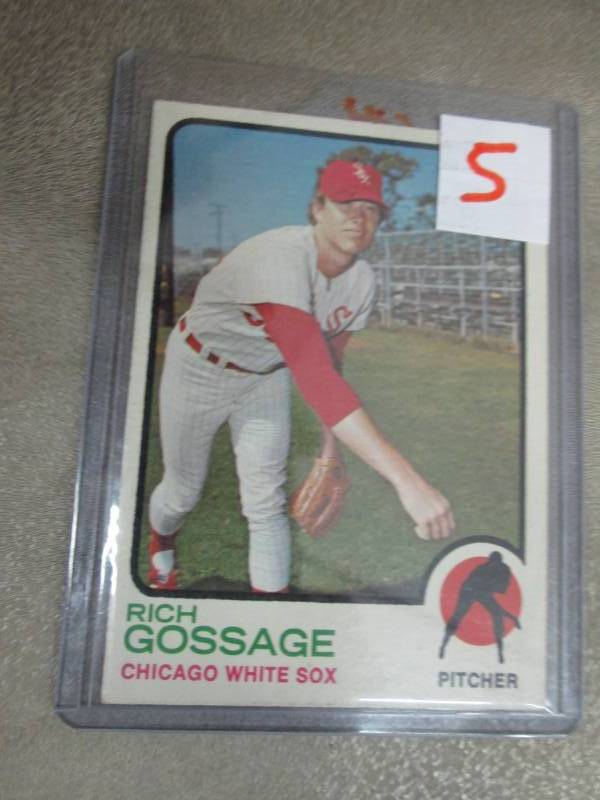 5
RICH
GOSSAGE
CHICAGO WHITE SOX
PITCHER